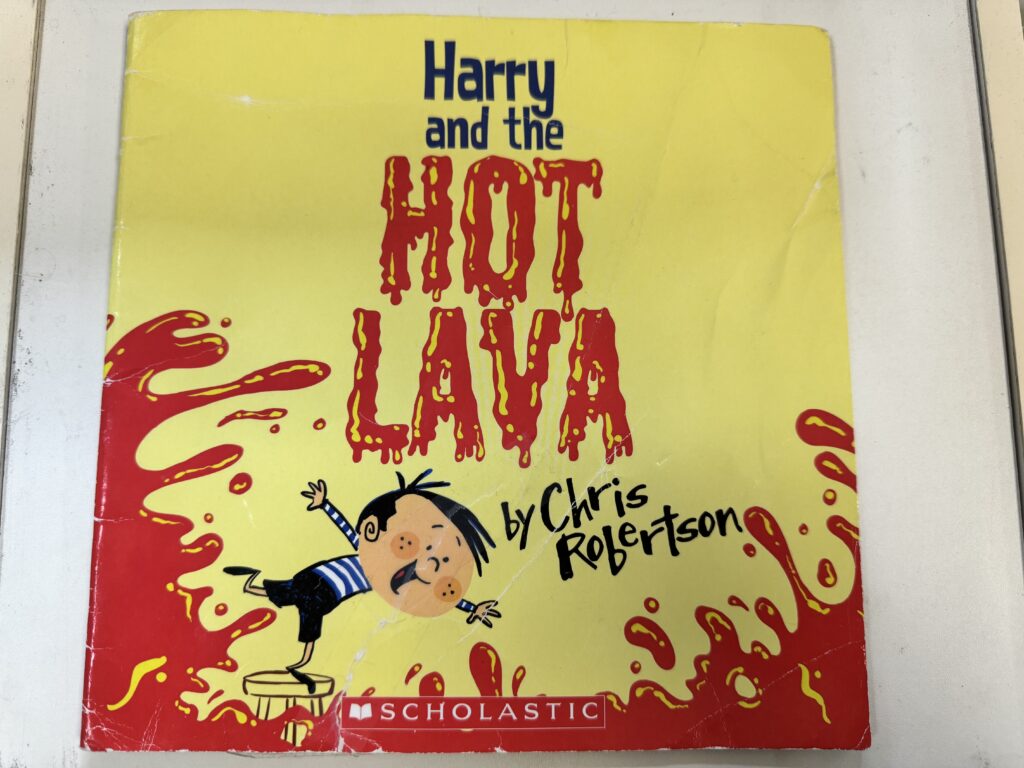 Harry
and the
HOT
LAVA
by Chris
Robertson
SCHOLASTIC